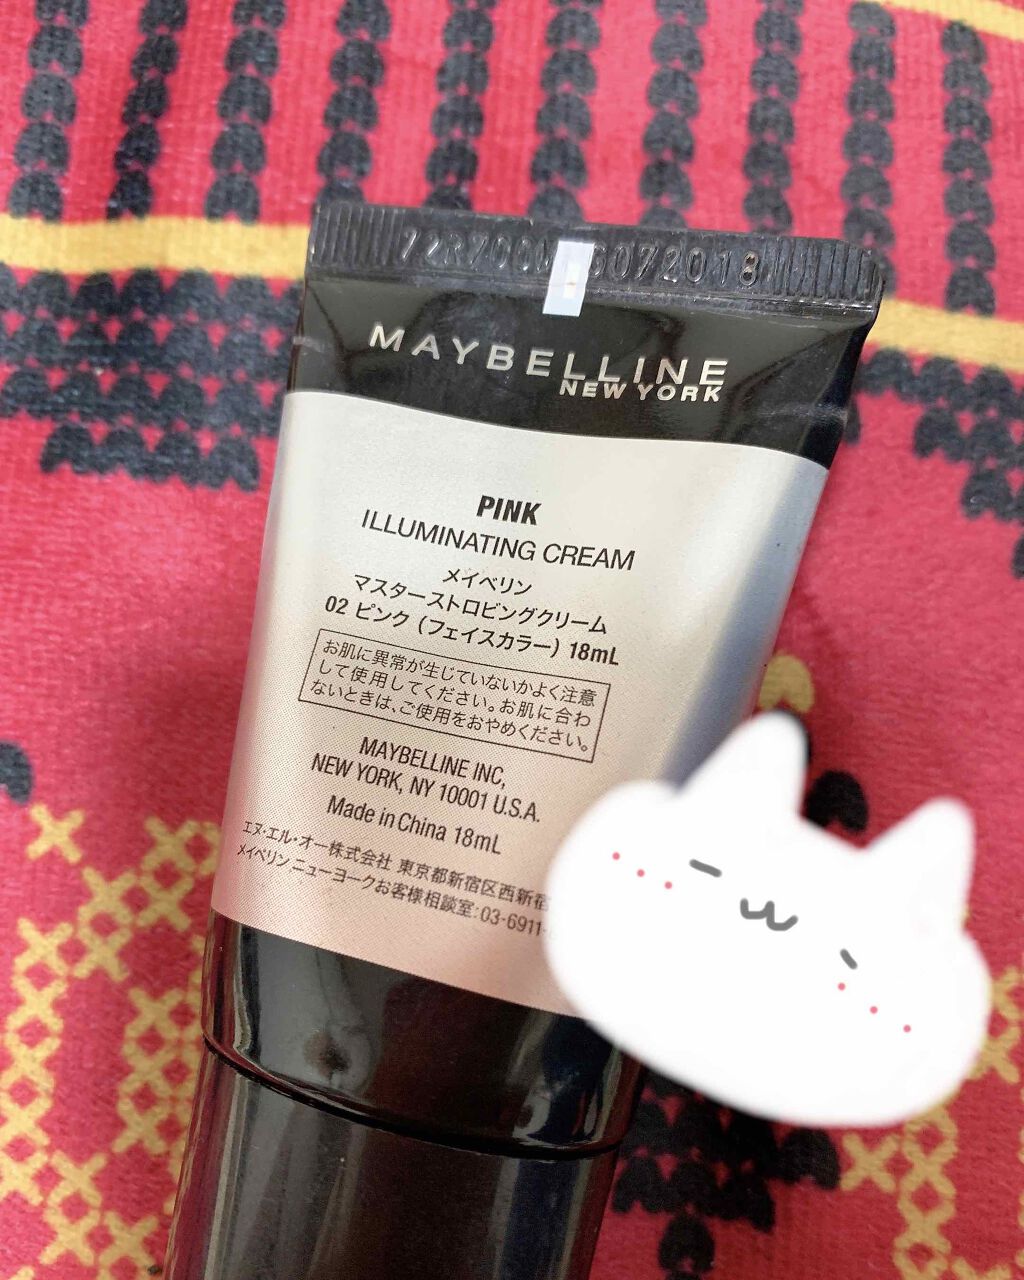 MAYBELLINE
NEW YORK
PINK
ILLUMINATING CREAM
メイベリン
マスターストロビングクリーム
02 ピンク (フェイスカラー) 18mL
お肌に異常が生じていないかよく注意
して使用してください。お肌に合わ
ないときは、ご使用をおやめください。
MAYBELLINE INC,
NEW YORK, NY 10001 U.S.A.
Made in China 18mL
エヌ・エル・オー株式会社 東京都新宿区西新宿
メイベリン ニューヨークお客様相談室:03-6911-